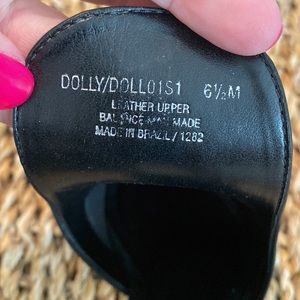 DOLLY/DOLL01S1 6½M
LEATHER UPPER
BALANCE MAN MADE
MADE IN BRAZIL / 1282